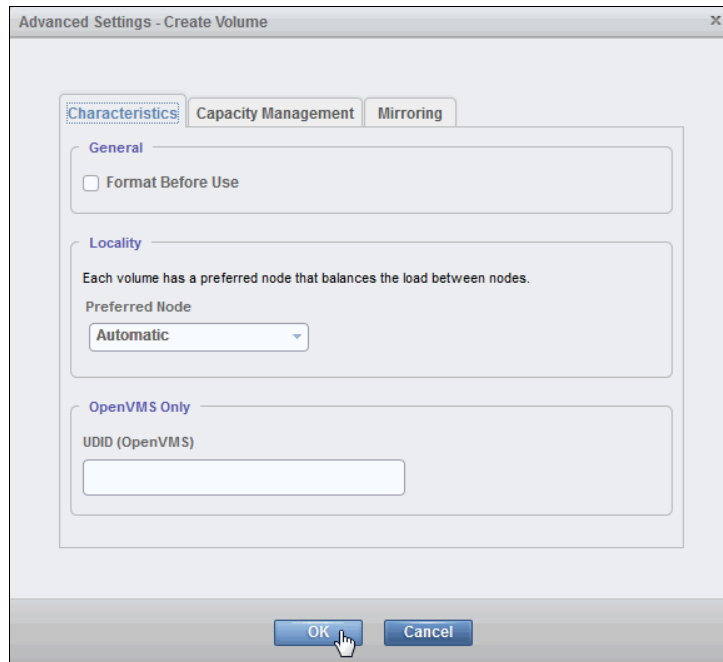 Advanced Settings - Create Volume
x
Characteristics Capacity Management Mirroring
General
Format Before Use
Locality
Each volume has a preferred node that balances the load between nodes.
Preferred Node
Automatic
OpenVMS Only
UDID (OpenVMS)
OK Cancel